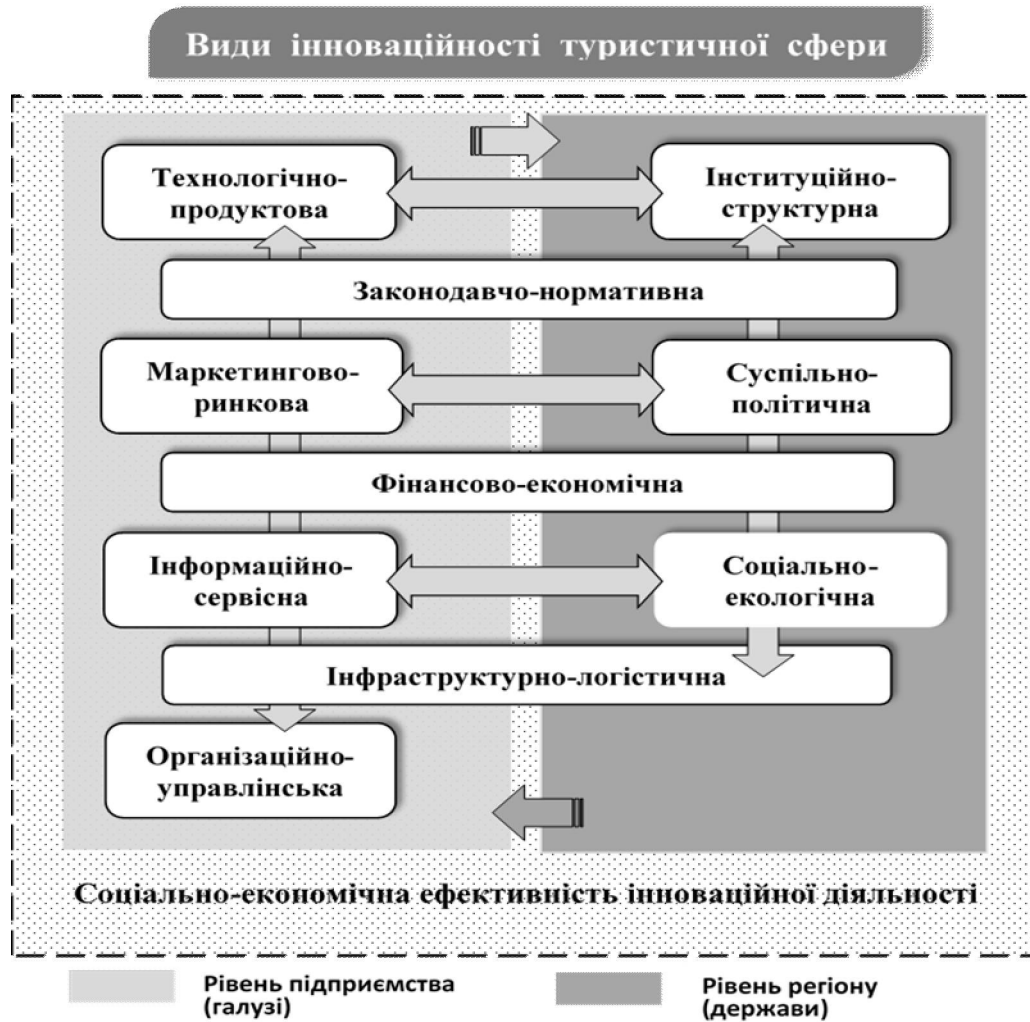 Види інноваційності туристичної сфери
Технологічно-
продуктова
Інституційно-
структурна
Законодавчо-нормативна
Маркетингово-
ринкова
Суспільно-
політична
Фінансово-економічна
Інформаційно-
сервісна
Соціально-
екологічна
Інфраструктурно-логістична
Організаційно-
управлінська
Соціально-економічна ефективність інноваційної діяльності
Рівень підприємства
(галузі)
Рівень регіону
(держави)